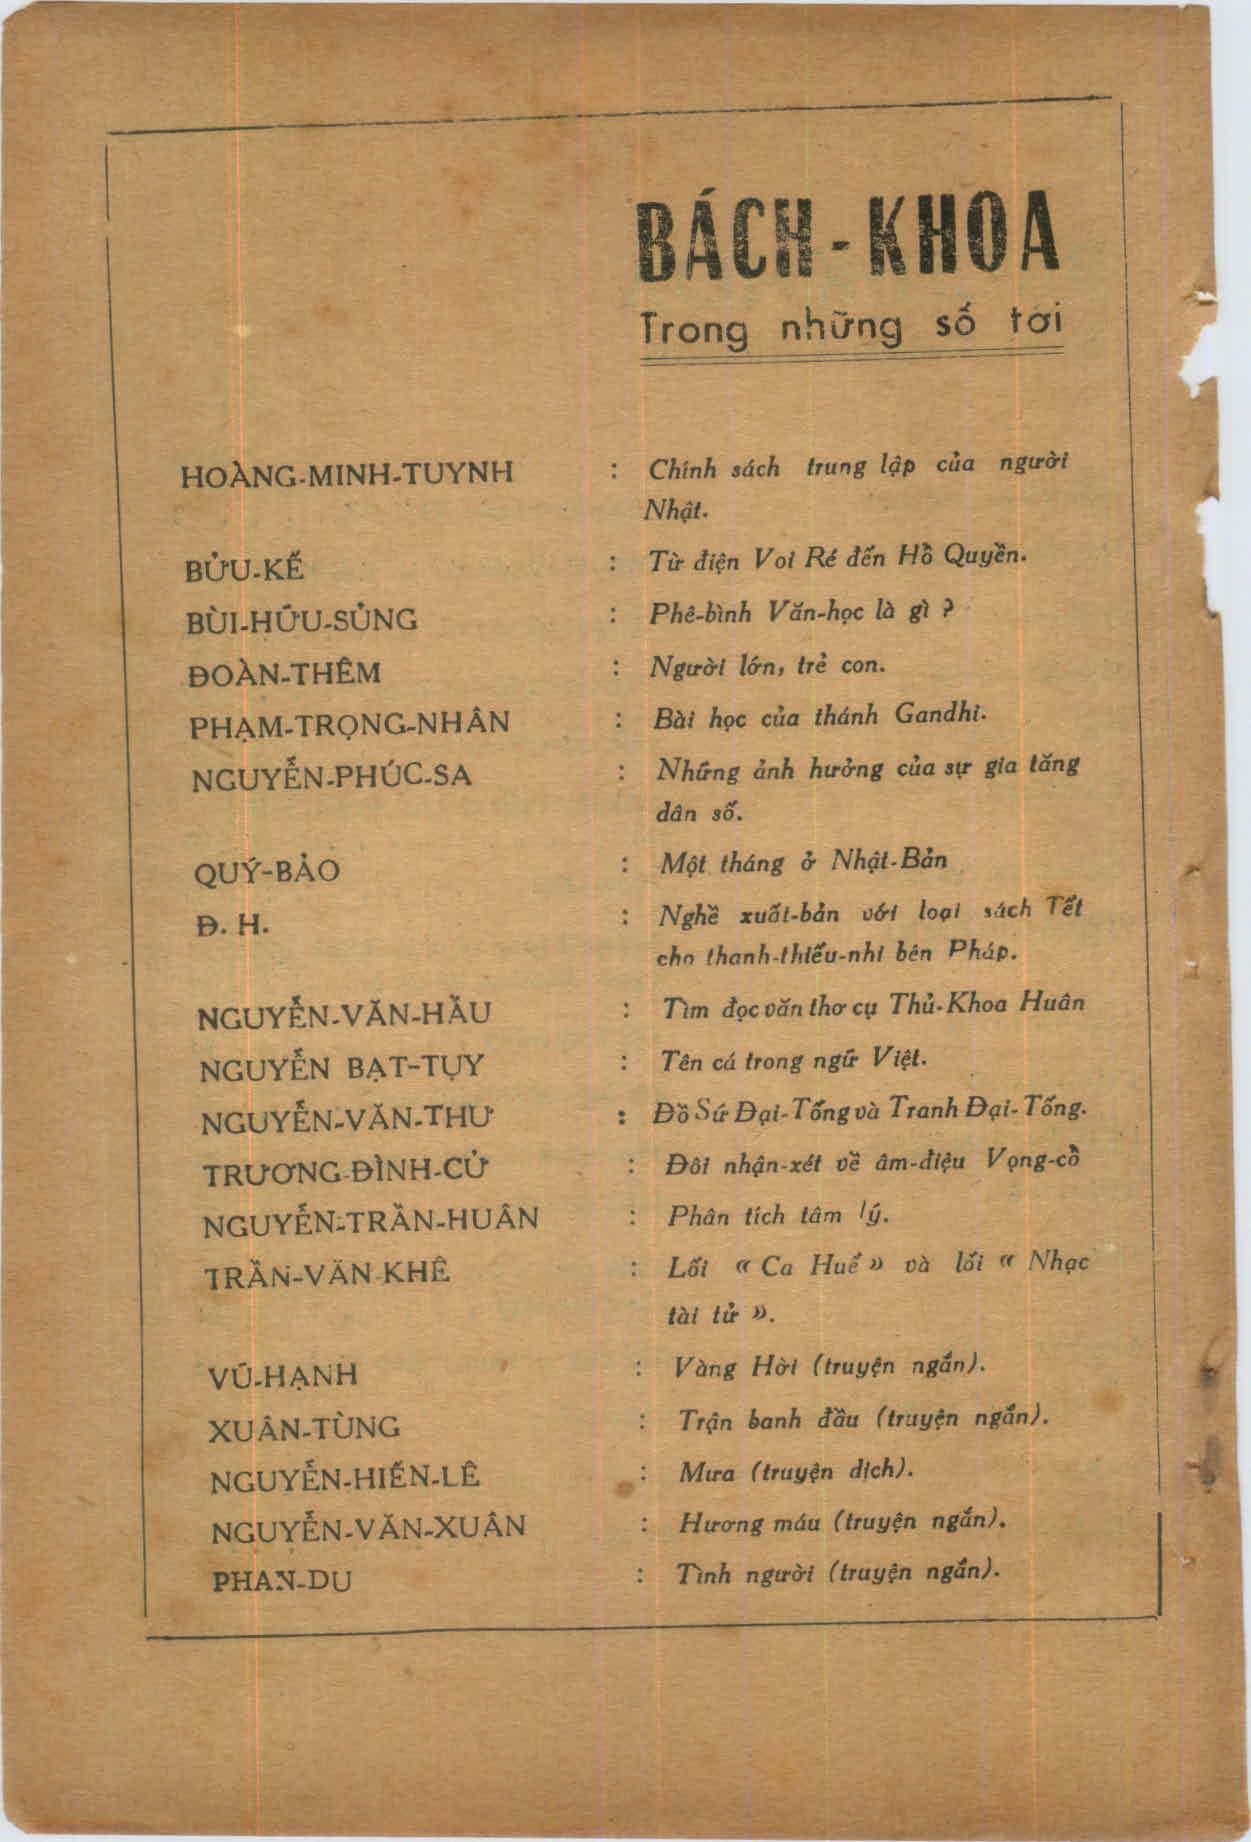 BÁCH-KHOA
Trong những số tới
HOÀNG-MINH-TUYNH : Chính sách trung lập của người
Nhật.
BỬU-KẾ : Từ điện Voi Ré đến Hồ Quyền.
BÙI-HỮU-SỦNG : Phê-bình Văn-học là gì ?
ĐOÀN-THÊM : Người lớn, trẻ con.
PHẠM-TRỌNG-NHÂN : Bài học của thánh Gandhi.
NGUYỄN-PHÚC-SA : Những ảnh hưởng của sự gia tăng
dân số.
QUÝ-BẢO : Một tháng ở Nhật-Bản
Đ. H. : Nghề xuất-bản với loại sách Tết
cho thanh-thiếu-nhi bên Pháp.
NGUYỄN-VĂN-HẦU : Tìm đọc văn thơ cụ Thủ-Khoa Huân
NGUYỄN BẠT-TỤY : Tên cá trong ngữ Việt.
NGUYỄN-VĂN-THƯ : Đồ Sứ Đại-Tống và Tranh Đại-Tống.
TRƯƠNG-ĐÌNH-CỬ : Đôi nhận-xét về âm-điệu Vọng-cồ
NGUYỄN-TRẦN-HUÂN : Phân tích tâm lý.
TRẦN-VĂN KHÊ : Lối « Ca Huế » và lối « Nhạc
tài tử ».
VŨ-HẠNH : Vàng Hời (truyện ngắn).
XUÂN-TÙNG : Trận banh đầu (truyện ngắn).
NGUYỄN-HIẾN-LÊ : Mưa (truyện dịch).
NGUYỄN-VĂN-XUÂN : Hương máu (truyện ngắn).
PHAN-DU : Tình người (truyện ngắn).